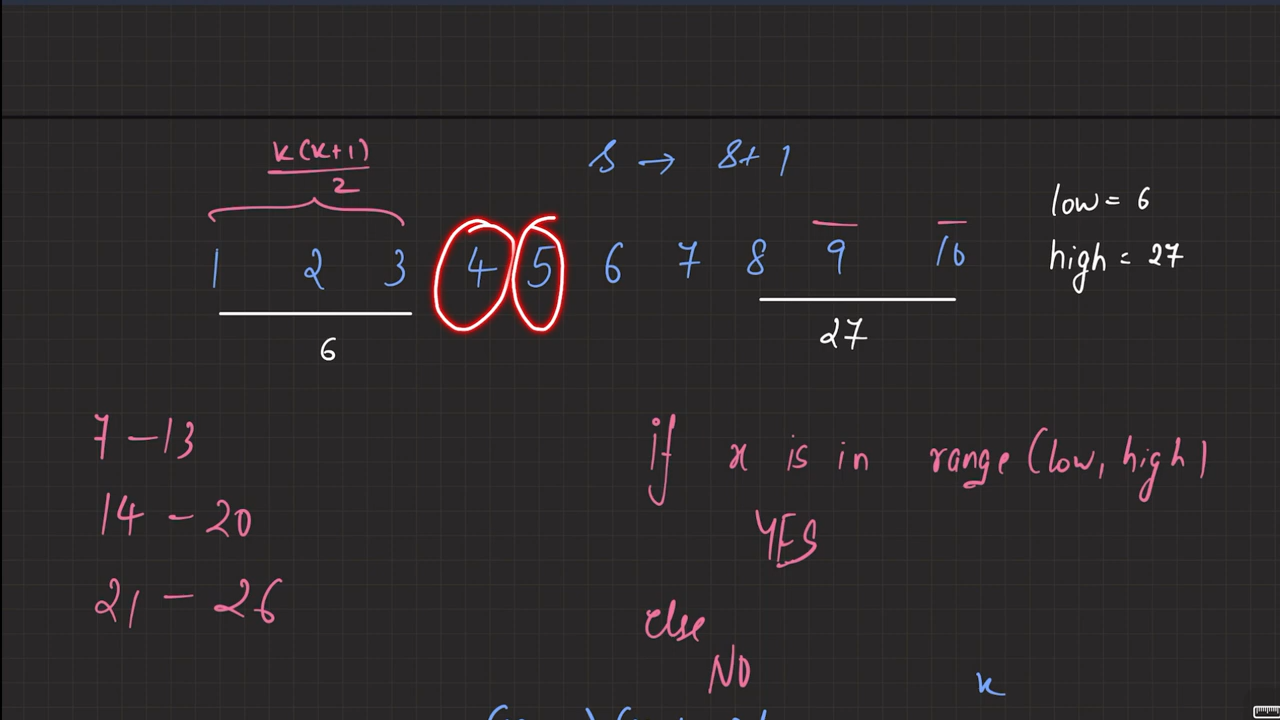 k(k+1)
2
s → s+1
low = 6
high = 27
1 2 3 4 5 6 7 8 9 10
6
27
7 – 13
14 – 20
21 – 26
if x is in range (low, high)
YES
else
NO
k